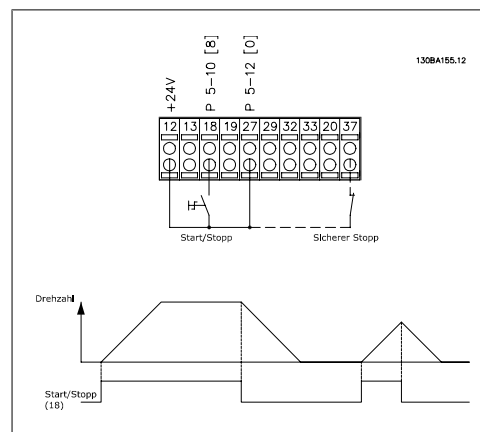 130BA155.12
+24V
P 5-10 [8]
P 5-12 [0]
12 13 18 19 27 29 32 33 20 37
Start/Stopp
Sicherer Stopp
Drehzahl
Start/Stopp
(18)